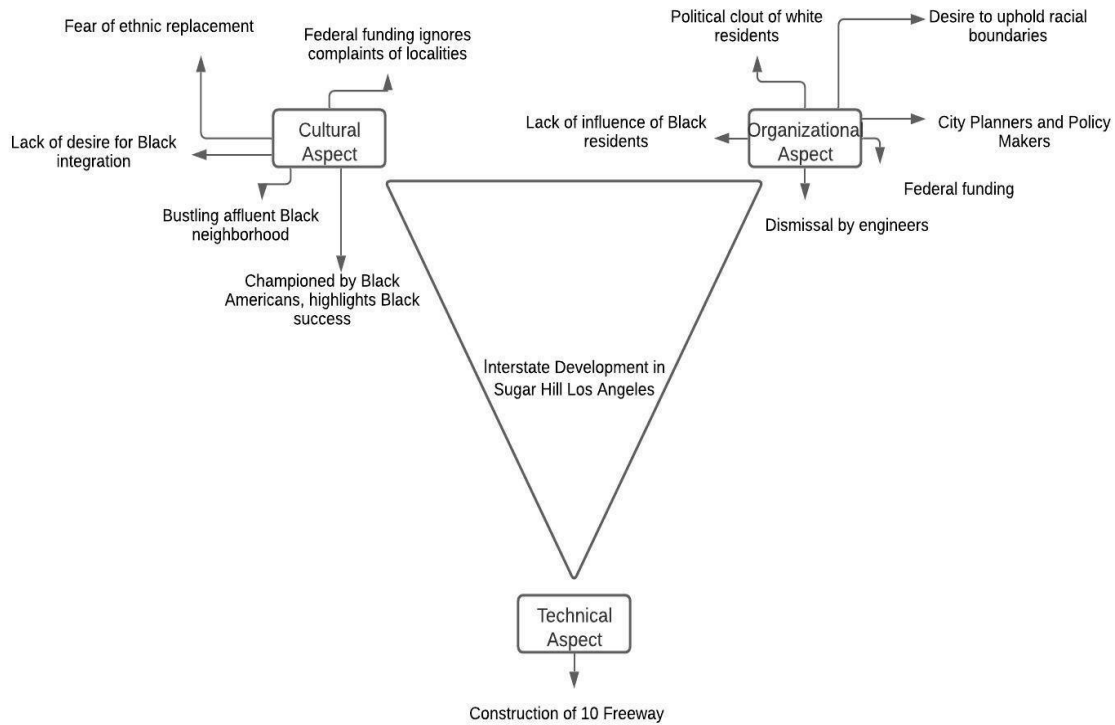 Fear of ethnic replacement
Federal funding ignores
complaints of localities
Cultural
Aspect
Lack of desire for Black
integration
Bustling affluent Black
neighborhood
Championed by Black
Americans, highlights Black
success
Political clout of white
residents
Desire to uphold racial
boundaries
Lack of influence of Black
residents
Organizational
Aspect
City Planners and Policy
Makers
Federal funding
Dismissal by engineers
Interstate Development in
Sugar Hill Los Angeles
Technical
Aspect
Construction of 10 Freeway